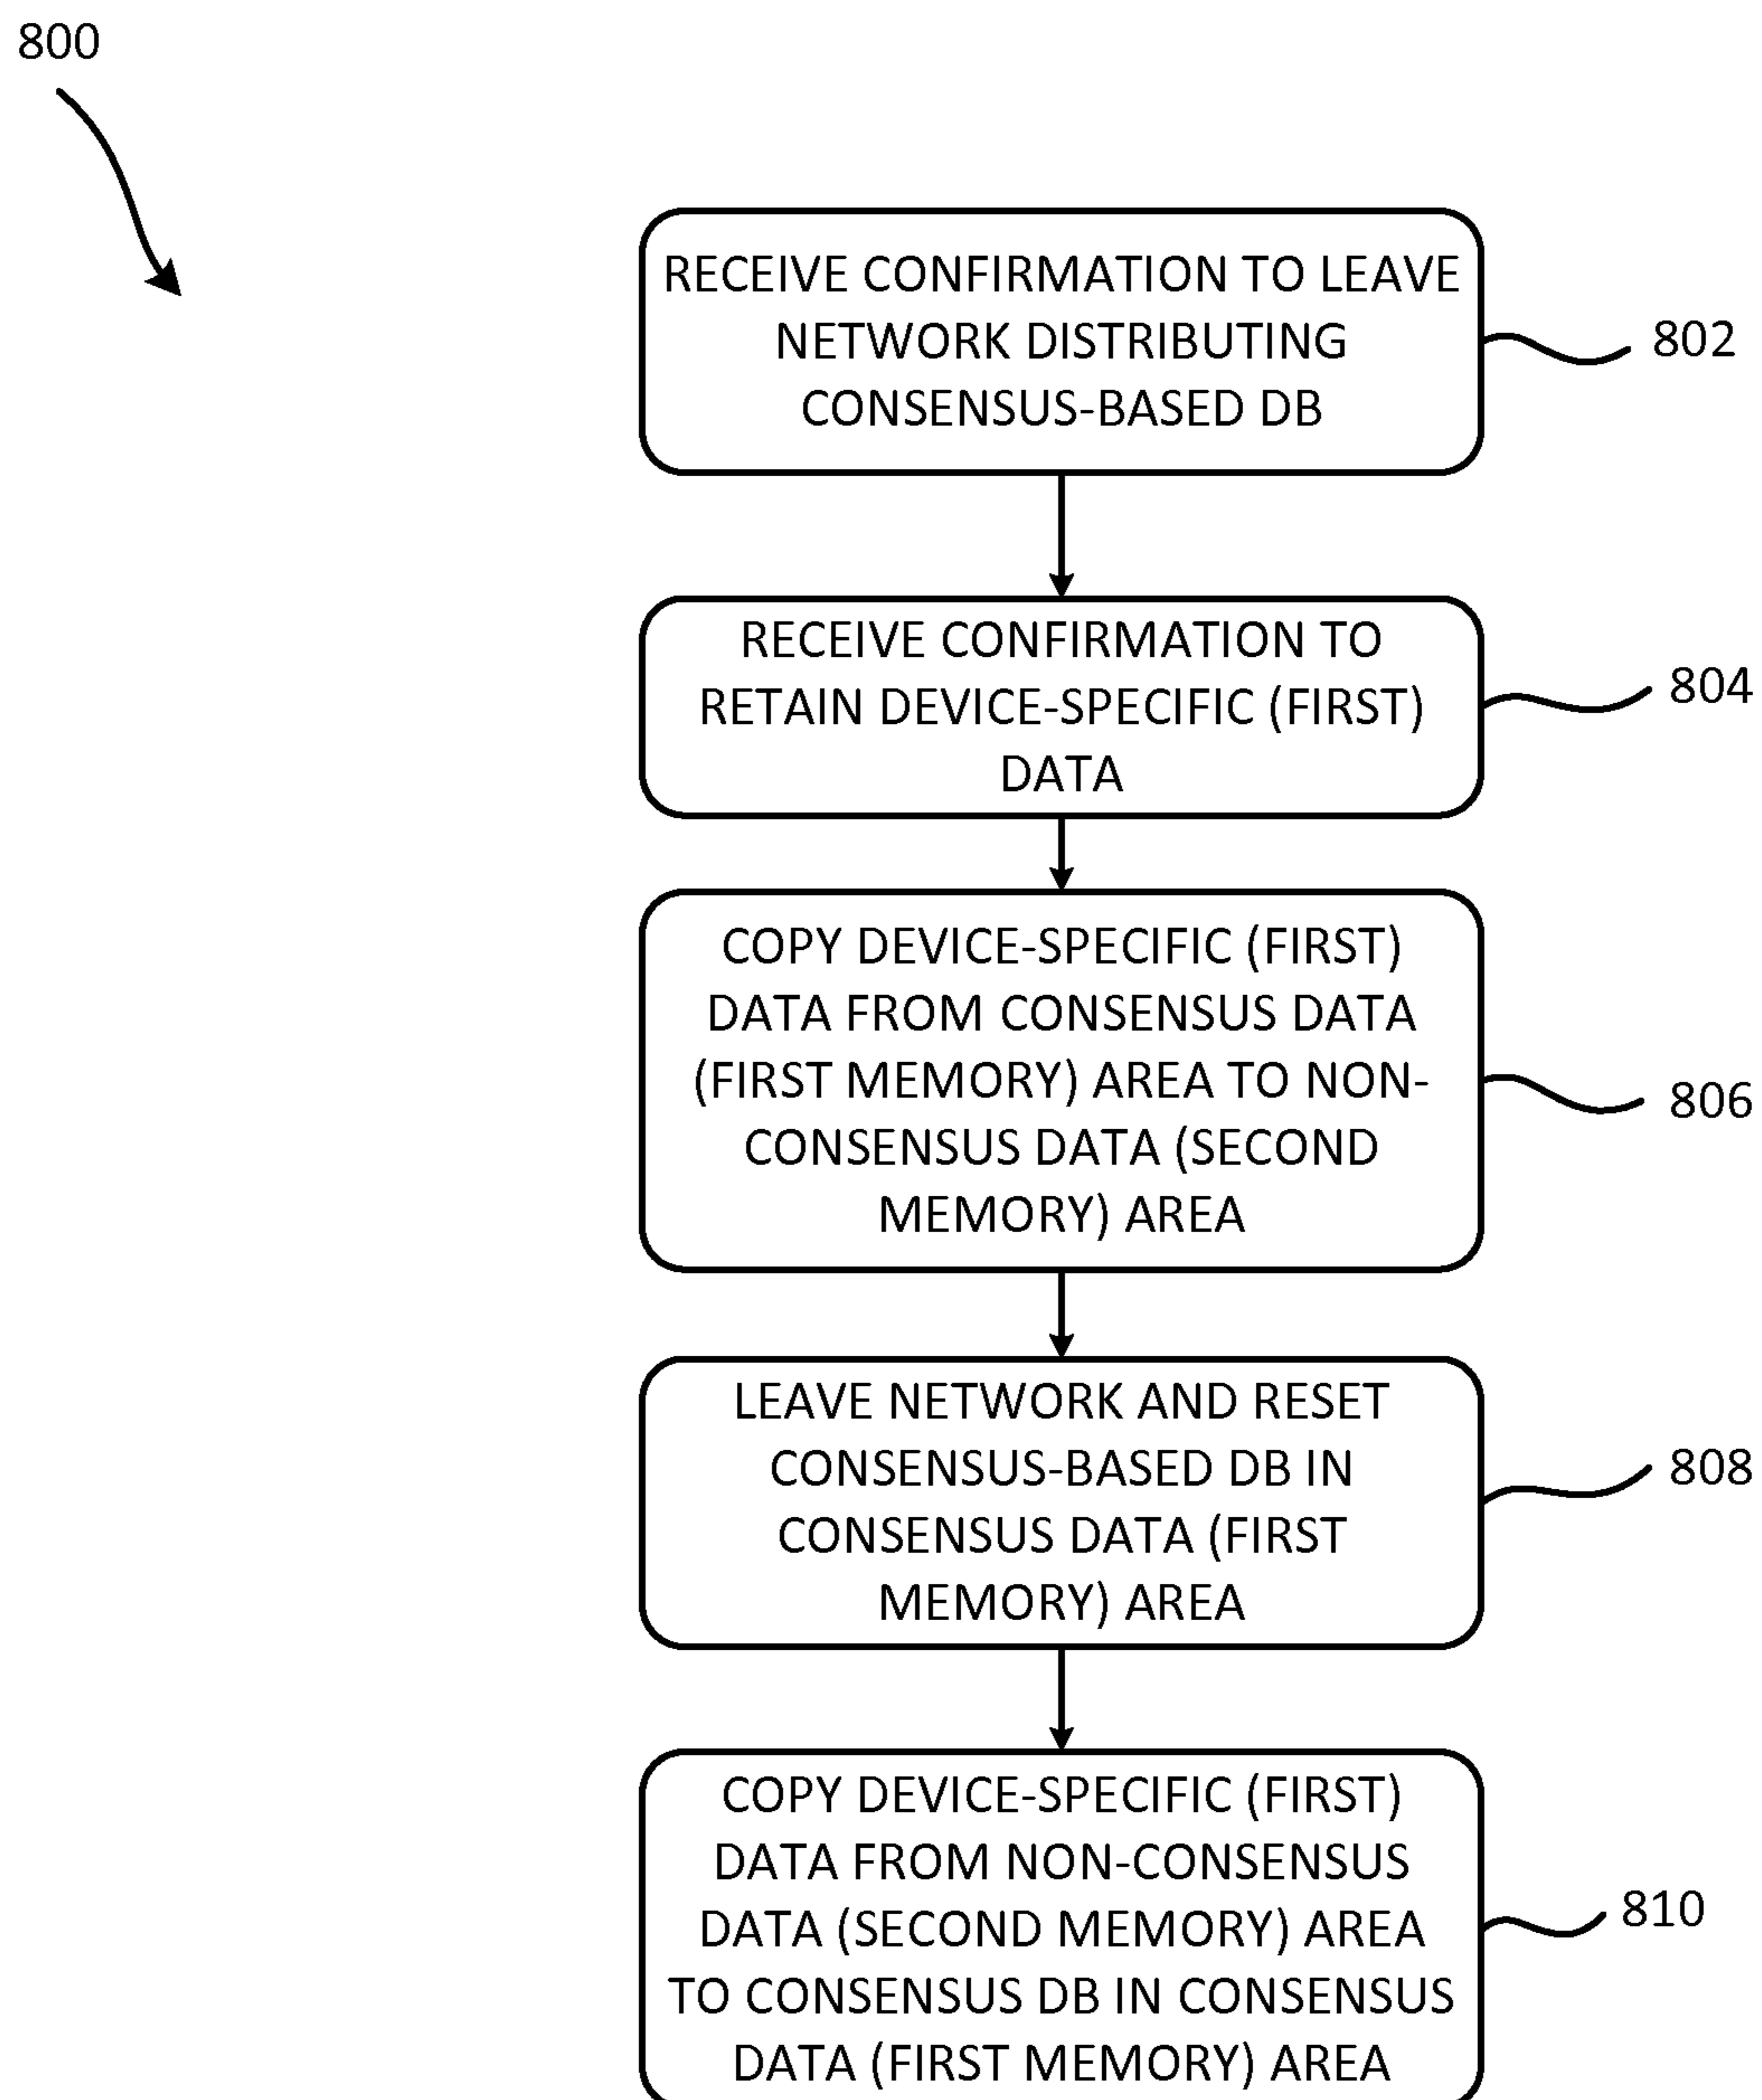 800
RECEIVE CONFIRMATION TO LEAVE
NETWORK DISTRIBUTING
CONSENSUS-BASED DB
802
RECEIVE CONFIRMATION TO
RETAIN DEVICE-SPECIFIC (FIRST)
DATA
804
COPY DEVICE-SPECIFIC (FIRST)
DATA FROM CONSENSUS DATA
(FIRST MEMORY) AREA TO NON-
CONSENSUS DATA (SECOND
MEMORY) AREA
806
LEAVE NETWORK AND RESET
CONSENSUS-BASED DB IN
CONSENSUS DATA (FIRST
MEMORY) AREA
808
COPY DEVICE-SPECIFIC (FIRST)
DATA FROM NON-CONSENSUS
DATA (SECOND MEMORY) AREA
TO CONSENSUS DB IN CONSENSUS
DATA (FIRST MEMORY) AREA
810